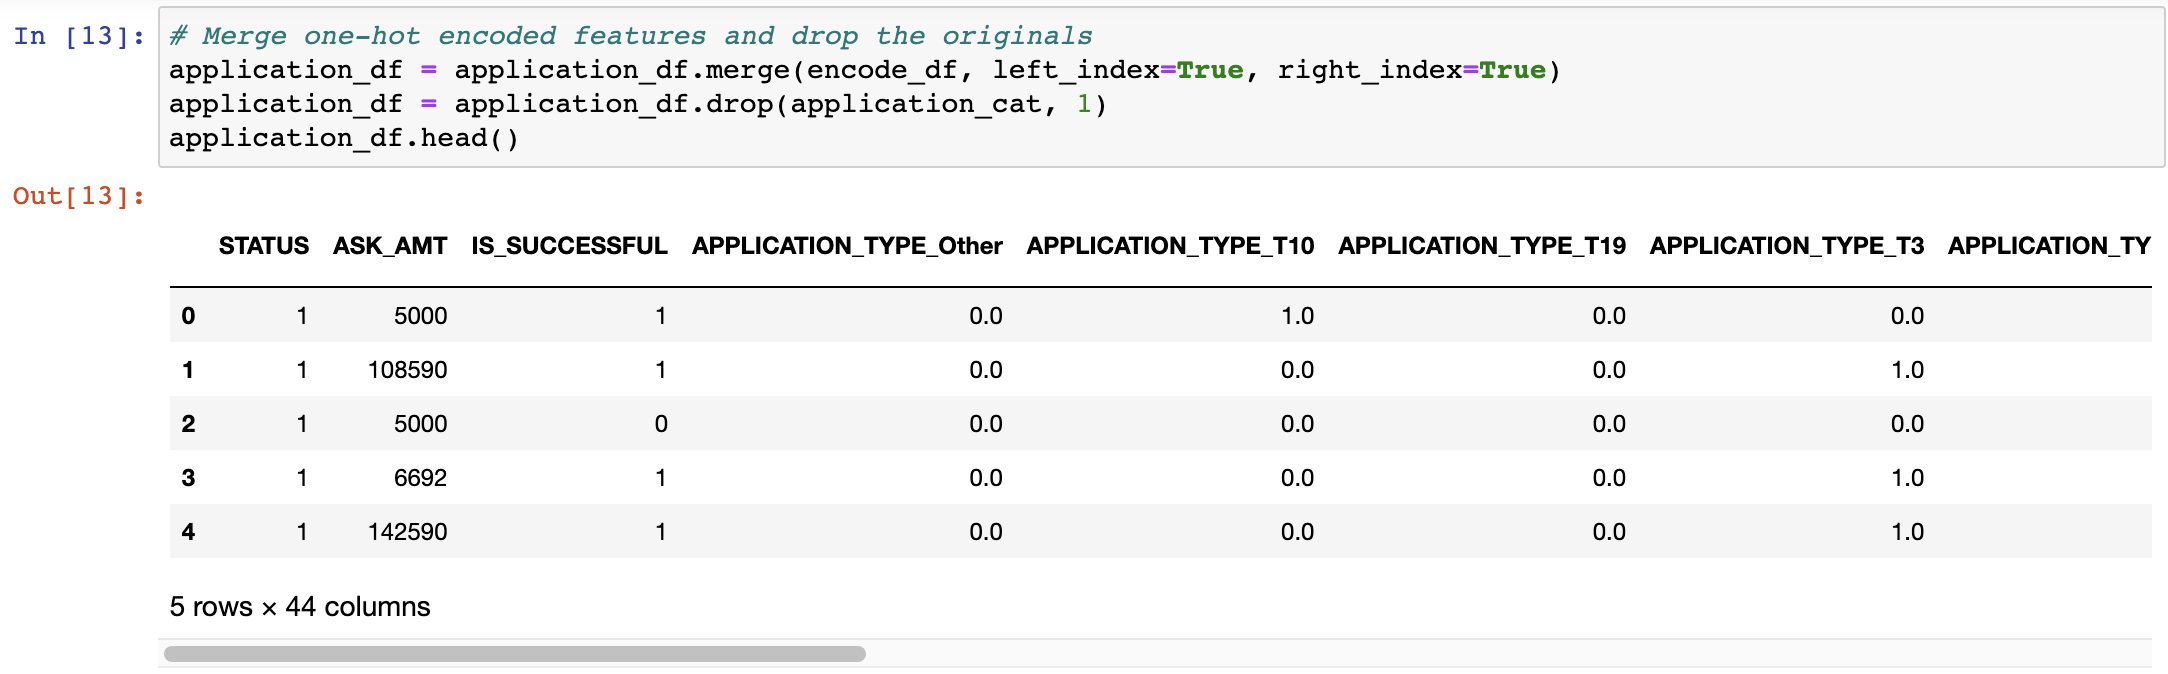 In [13]: # Merge one-hot encoded features and drop the originals
application_df = application_df.merge(encode_df, left_index=True, right_index=True)
application_df = application_df.drop(application_cat, 1)
application_df.head()
Out[13]:
STATUS ASK_AMT IS_SUCCESSFUL APPLICATION_TYPE_Other APPLICATION_TYPE_T10 APPLICATION_TYPE_T19 APPLICATION_TYPE_T3 APPLICATION_TY
0 1 5000 1 0.0 1.0 0.0 0.0
1 1 108590 1 0.0 0.0 0.0 1.0
2 1 5000 0 0.0 0.0 0.0 0.0
3 1 6692 1 0.0 0.0 0.0 1.0
4 1 142590 1 0.0 0.0 0.0 1.0
5 rows × 44 columns